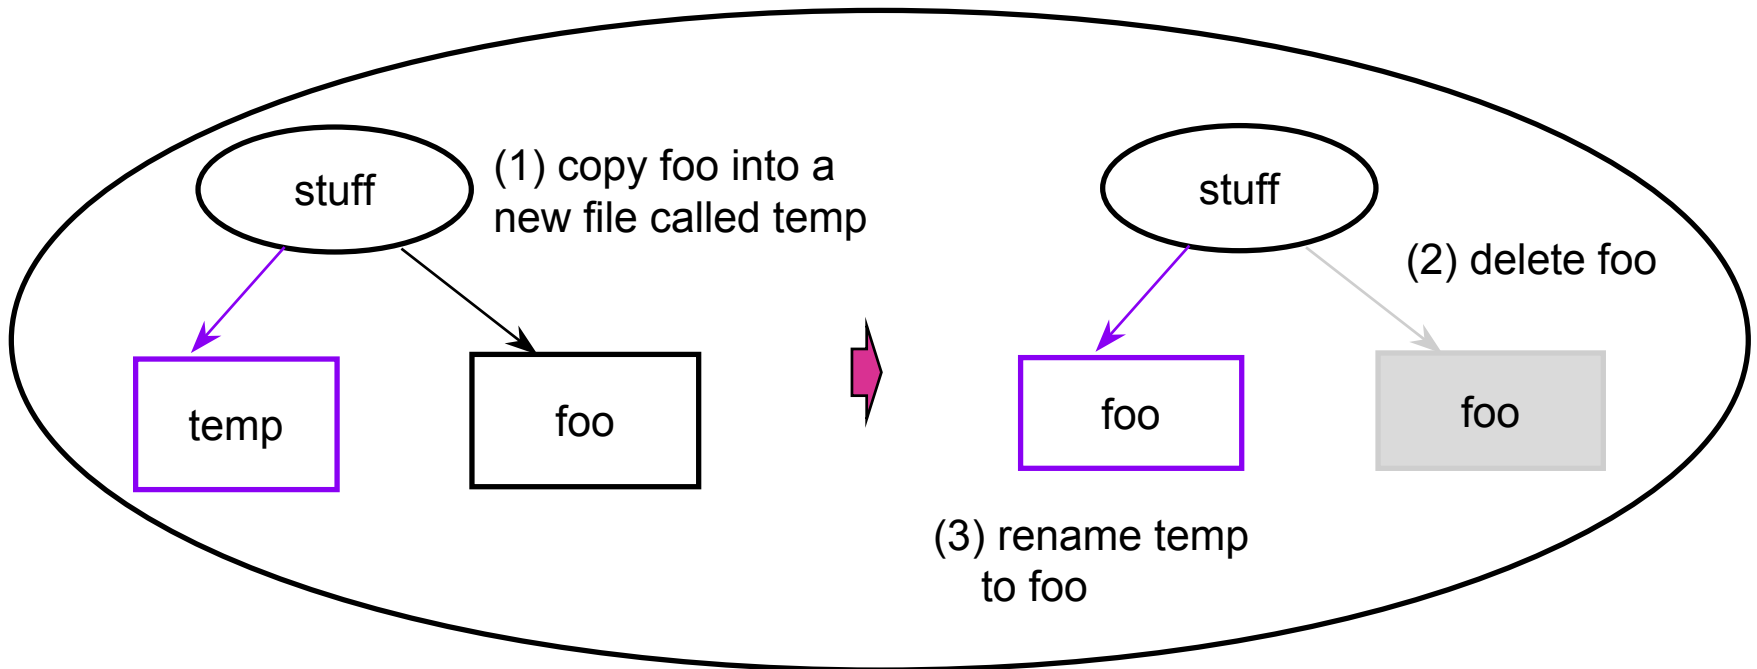 stuff
(1) copy foo into a
new file called temp
temp
foo
stuff
(2) delete foo
foo
foo
(3) rename temp
to foo